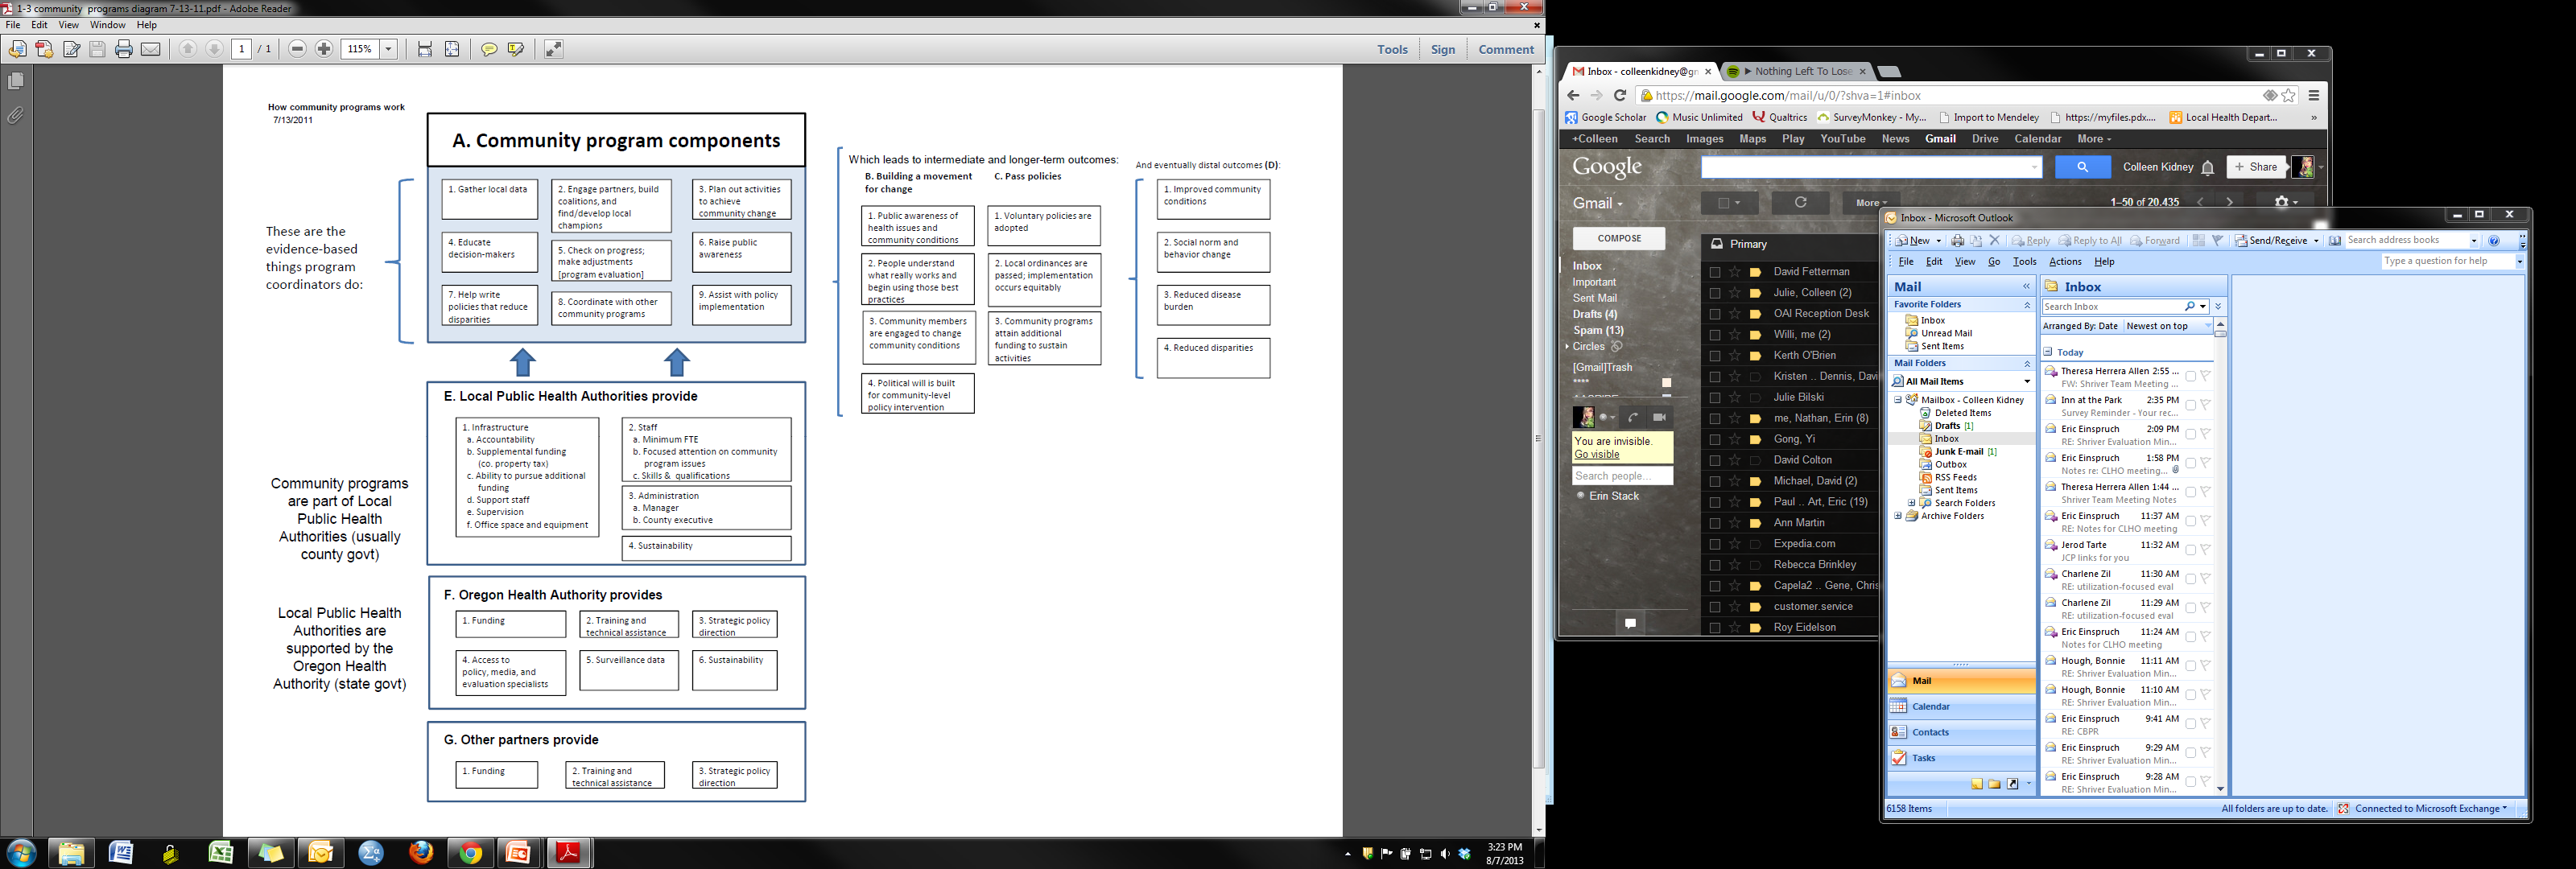 1-3 community programs diagram 7-13-11.pdf - Adobe Reader
File Edit View Window Help
1 / 1 115% Tools Sign Comment
How community programs work
7/13/2011
A. Community program components
These are the
evidence-based
things program
coordinators do:
1. Gather local data
2. Engage partners, build
coalitions, and
find/develop local
champions
3. Plan out activities
to achieve
community change
4. Educate
decision-makers
5. Check on progress;
make adjustments
[program evaluation]
6. Raise public
awareness
7. Help write
policies that reduce
disparities
8. Coordinate with other
community programs
9. Assist with policy
implementation
Which leads to intermediate and longer-term outcomes:
B. Building a movement
for change
1. Public awareness of
health issues and
community conditions
2. People understand
what really works and
begin using those best
practices
3. Community members
are engaged to change
community conditions
4. Political will is built
for community-level
policy intervention
C. Pass policies
1. Voluntary policies are
adopted
2. Local ordinances are
passed; implementation
occurs equitably
3. Community programs
attain additional
funding to sustain
activities
And eventually distal outcomes (D):
1. Improved community
conditions
2. Social norm and
behavior change
3. Reduced disease
burden
4. Reduced disparities
Community programs
are part of Local
Public Health
Authorities (usually
county govt)
E. Local Public Health Authorities provide
1. Infrastructure
a. Accountability
b. Supplemental funding
(co. property tax)
c. Ability to pursue additional
funding
d. Support staff
e. Supervision
f. Office space and equipment
2. Staff
a. Minimum FTE
b. Focused attention on community
program issues
c. Skills & qualifications
3. Administration
a. Manager
b. County executive
4. Sustainability
Local Public Health
Authorities are
supported by the
Oregon Health
Authority (state govt)
F. Oregon Health Authority provides
1. Funding
2. Training and
technical assistance
3. Strategic policy
direction
4. Access to
policy, media, and
evaluation specialists
5. Surveillance data
6. Sustainability
G. Other partners provide
1. Funding
2. Training and
technical assistance
3. Strategic policy
direction
3:23 PM
8/7/2013
Inbox - colleenkidney@gm
Nothing Left To Lose
https://mail.google.com/mail/u/0/?shva=1#inbox
Google Scholar Music Unlimited Qualtrics SurveyMonkey - My... Import to Mendeley https://myfiles.pdx.... Local Health Depart... »
+Colleen Search Images Maps Play YouTube News Gmail Drive Calendar More
Google Colleen Kidney + Share
Gmail More 1–50 of 20,435
COMPOSE
Inbox
Important
Sent Mail
Drafts (4)
Spam (13)
Circles
[Gmail]Trash
****
You are invisible.
Go visible
Search people...
Erin Stack
Primary
David Fetterman
Julie, Colleen (2)
OAI Reception Desk
Willi, me (2)
Kerth O'Brien
Kristen .. Dennis, Davi
Julie Bilski
me, Nathan, Erin (8)
Gong, Yi
David Colton
Michael, David (2)
Paul .. Art, Eric (19)
Ann Martin
Expedia.com
Rebecca Brinkley
Capela2 .. Gene, Chris
customer.service
Roy Eidelson
Inbox - Microsoft Outlook
New Reply Reply to All Forward Send/Receive Search address books
File Edit View Go Tools Actions Help Type a question for help
Mail
Favorite Folders
Inbox
Unread Mail
Sent Items
Mail Folders
All Mail Items
Mailbox - Colleen Kidney
Deleted Items
Drafts [1]
Inbox
Junk E-mail [1]
Outbox
RSS Feeds
Sent Items
Search Folders
Archive Folders
Mail
Calendar
Contacts
Tasks
Inbox
Search Inbox
Arranged By: Date Newest on top
Today
Theresa Herrera Allen 2:55 ...
FW: Shriver Team Meeting ...
Inn at the Park 2:35 PM
Survey Reminder - Your rec...
Eric Einspruch 2:09 PM
RE: Shriver Evaluation Min...
Eric Einspruch 1:58 PM
Notes re: CLHO meeting...
Theresa Herrera Allen 1:44 ...
Shriver Team Meeting Notes
Eric Einspruch 11:37 AM
RE: Notes for CLHO meeting
Jerod Tarte 11:32 AM
JCP links for you
Charlene Zil 11:30 AM
RE: utilization-focused eval
Charlene Zil 11:29 AM
RE: utilization-focused eval
Eric Einspruch 11:24 AM
Notes for CLHO meeting
Hough, Bonnie 11:11 AM
RE: Shriver Evaluation Min...
Hough, Bonnie 11:10 AM
RE: Shriver Evaluation Min...
Eric Einspruch 9:41 AM
RE: CBPR
Eric Einspruch 9:29 AM
RE: Shriver Evaluation Min...
Eric Einspruch 9:28 AM
RE: Shriver Evaluation Min...
6158 Items All folders are up to date. Connected to Microsoft Exchange